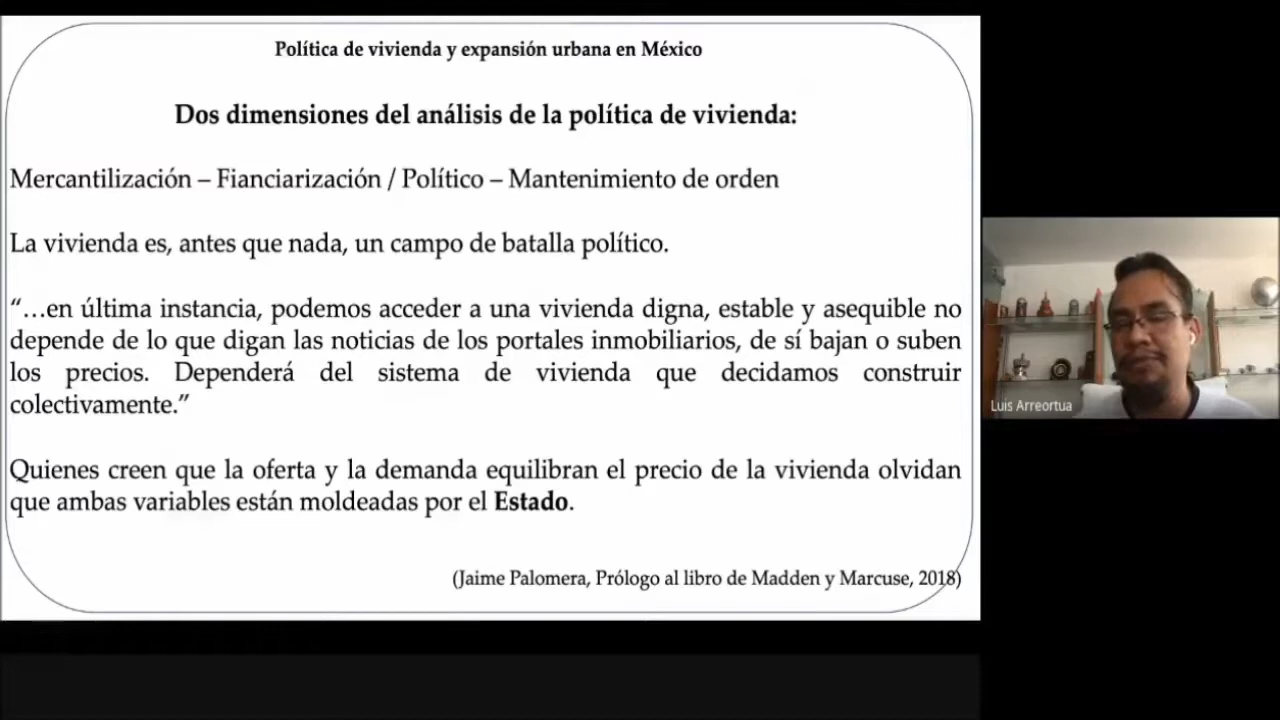 Política de vivienda y expansión urbana en México
Dos dimensiones del análisis de la política de vivienda:
Mercantilización – Fianciarización / Político – Mantenimiento de orden
La vivienda es, antes que nada, un campo de batalla político.
“…en última instancia, podemos acceder a una vivienda digna, estable y asequible no
depende de lo que digan las noticias de los portales inmobiliarios, de sí bajan o suben
los precios. Dependerá del sistema de vivienda que decidamos construir
colectivamente.”
Quienes creen que la oferta y la demanda equilibran el precio de la vivienda olvidan
que ambas variables están moldeadas por el Estado.
(Jaime Palomera, Prólogo al libro de Madden y Marcuse, 2018)
Luis Arreortua